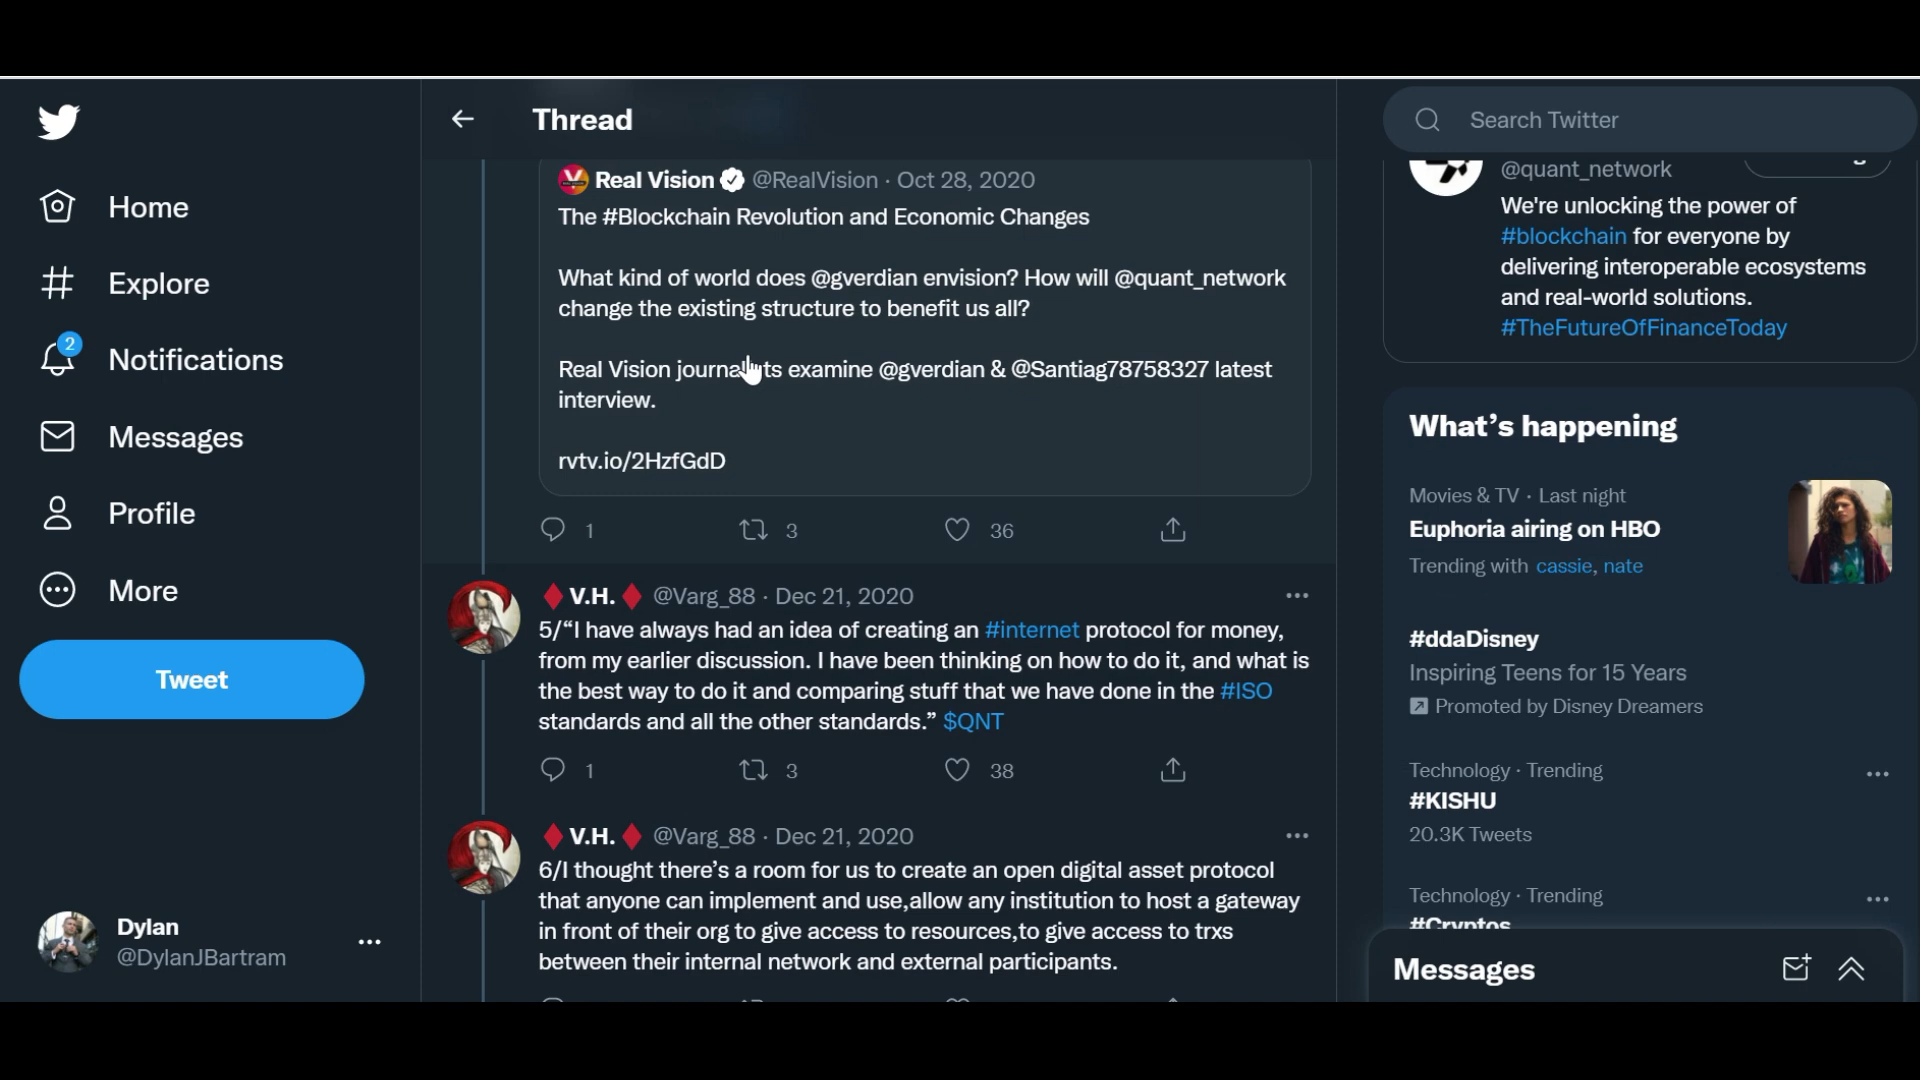 Home
Explore
2
Notifications
Messages
Profile
More
Tweet
Dylan
@DylanJBartram
Thread
Real Vision @RealVision · Oct 28, 2020
The #Blockchain Revolution and Economic Changes
What kind of world does @gverdian envision? How will @quant_network
change the existing structure to benefit us all?
Real Vision examine @gverdian & @Santiag78758327 latest
interview.
rvtv.io/2HzfGdD
1 3 36
V.H. @Varg_88 · Dec 21, 2020
5/“I have always had an idea of creating an #internet protocol for money,
from my earlier discussion. I have been thinking on how to do it, and what is
the best way to do it and comparing stuff that we have done in the #ISO
standards and all the other standards.” $QNT
1 3 38
V.H. @Varg_88 · Dec 21, 2020
6/I thought there’s a room for us to create an open digital asset protocol
that anyone can implement and use,allow any institution to host a gateway
in front of their org to give access to resources,to give access to trxs
between their internal network and external participants.
Search Twitter
@quant_network
We're unlocking the power of
#blockchain for everyone by
delivering interoperable ecosystems
and real-world solutions.
#TheFutureOfFinanceToday
What’s happening
Movies & TV · Last night
Euphoria airing on HBO
Trending with cassie, nate
#ddaDisney
Inspiring Teens for 15 Years
Promoted by Disney Dreamers
Technology · Trending
#KISHU
20.3K Tweets
Technology · Trending
#Cryptos
Messages